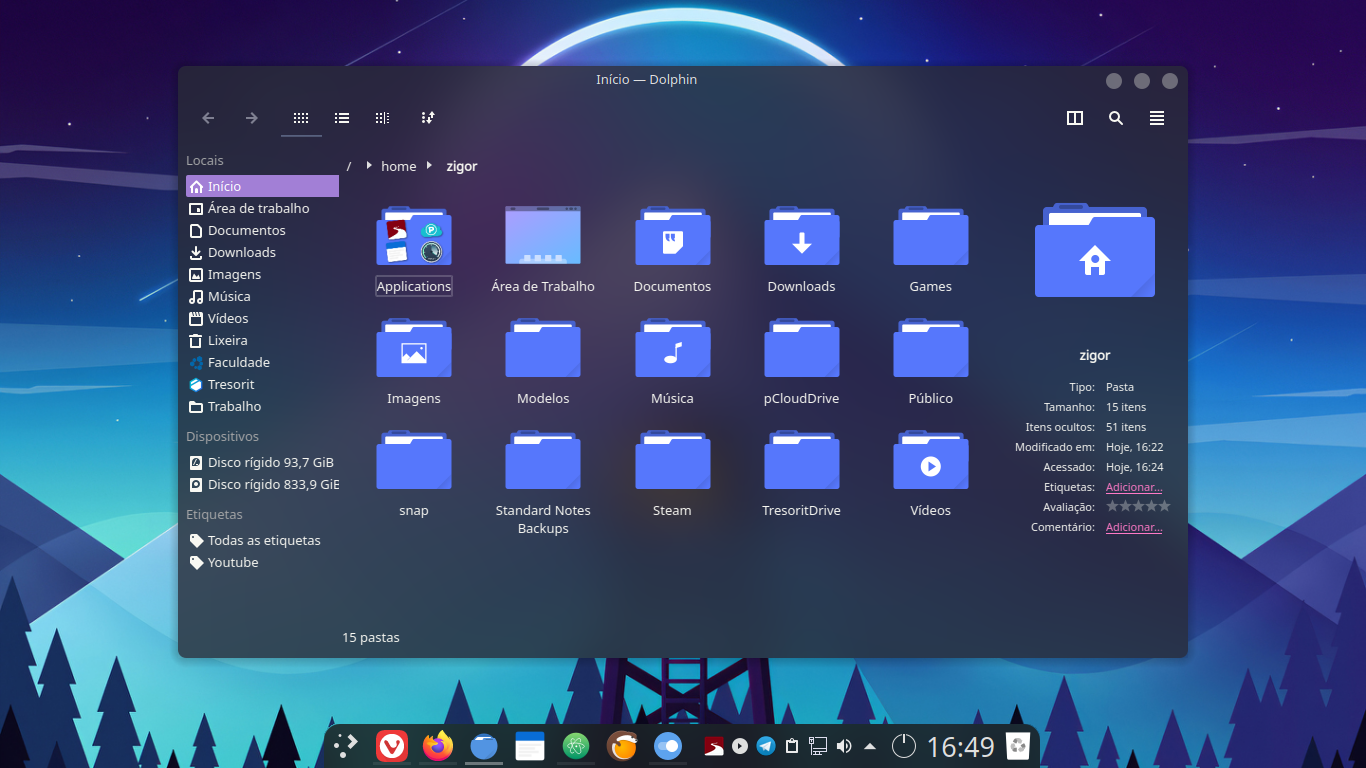 Início — Dolphin
Locais
Início
Área de trabalho
Documentos
Downloads
Imagens
Música
Vídeos
Lixeira
Faculdade
Tresorit
Trabalho
Dispositivos
Disco rígido 93,7 GiB
Disco rígido 833,9 GiE
Etiquetas
Todas as etiquetas
Youtube
/ home zigor
Applications
Área de Trabalho
Documentos
Downloads
Games
Imagens
Modelos
Música
pCloudDrive
Público
snap
Standard Notes
Backups
Steam
TresoritDrive
Vídeos
15 pastas
zigor
Tipo: Pasta
Tamanho: 15 itens
Itens ocultos: 51 itens
Modificado em: Hoje, 16:22
Acessado: Hoje, 16:24
Etiquetas: Adicionar...
Avaliação:
Comentário: Adicionar...
16:49